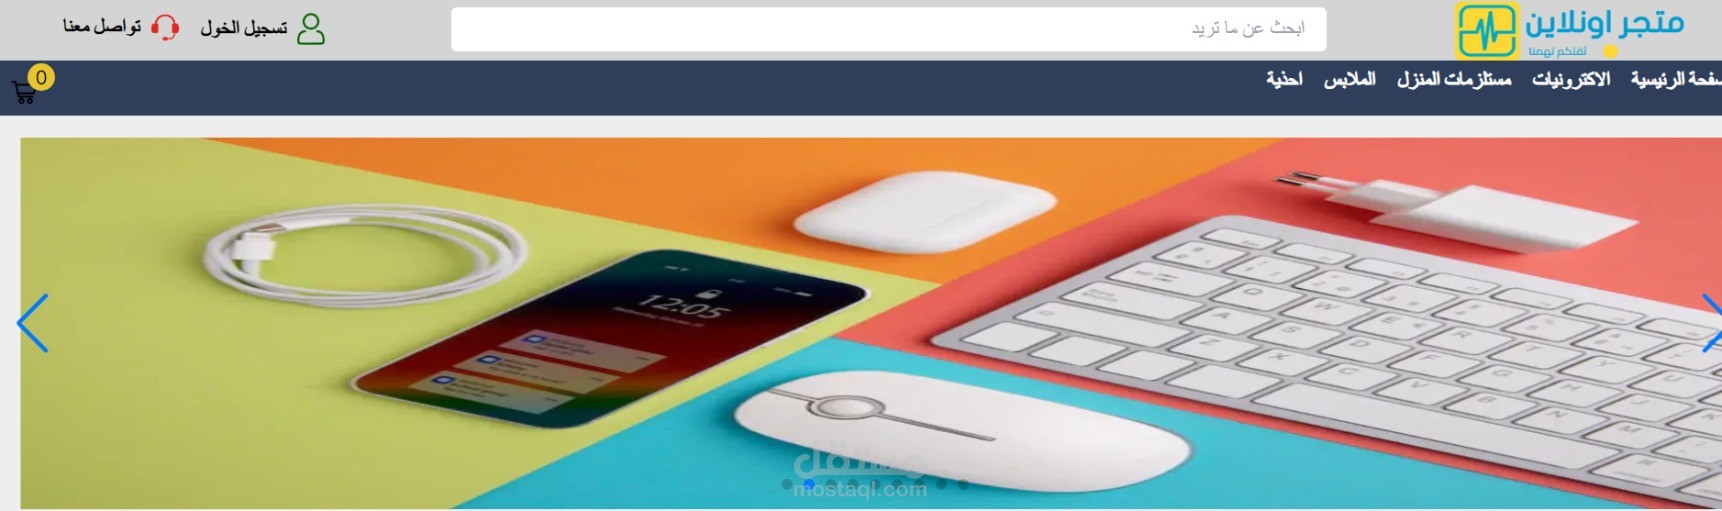 متجر اونلاين
ثقتكم تهمنا
ابحث عن ما تريد
تسجيل الخول
تواصل معنا
صفحة الرئيسية
الاكترونيات
مستلزمات المنزل
الملابس
احذية
0
12:05
Q W E R T Y U
A S D F G H J K
Z X C V B N M
مستقل
mostaql.com